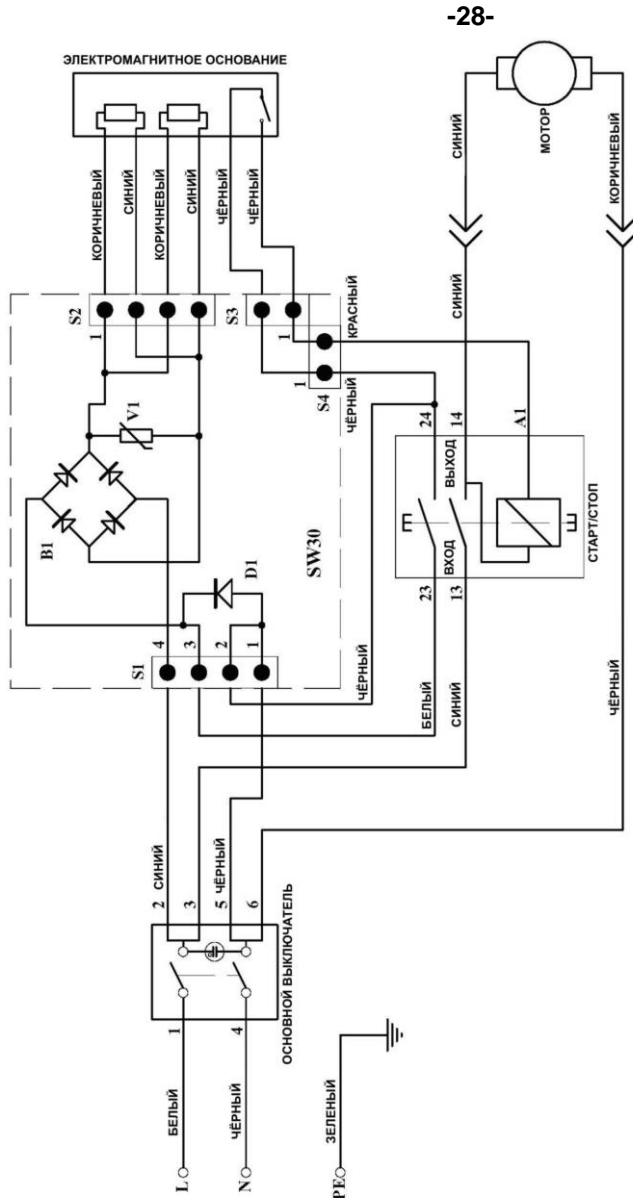 -28-
ЭЛЕКТРОМАГНИТНОЕ ОСНОВАНИЕ
КОРИЧНЕВЫЙ
СИНИЙ
КОРИЧНЕВЫЙ
СИНИЙ
ЧЁРНЫЙ
ЧЁРНЫЙ
СИНИЙ
МОТОР
КОРИЧНЕВЫЙ
S2
1
S3
1
КРАСНЫЙ
1
S4
ЧЁРНЫЙ
СИНИЙ
V1
B1
SW30
D1
24
14
A1
ВЫХОД
ВХОД
СТАРТ/СТОП
23
13
S1
4
3
2
1
ЧЁРНЫЙ
БЕЛЫЙ
СИНИЙ
ЧЁРНЫЙ
2
СИНИЙ
3
5
ЧЁРНЫЙ
6
ОСНОВНОЙ ВЫКЛЮЧАТЕЛЬ
1
4
БЕЛЫЙ
ЧЁРНЫЙ
ЗЕЛЕНЫЙ
L
N
PE